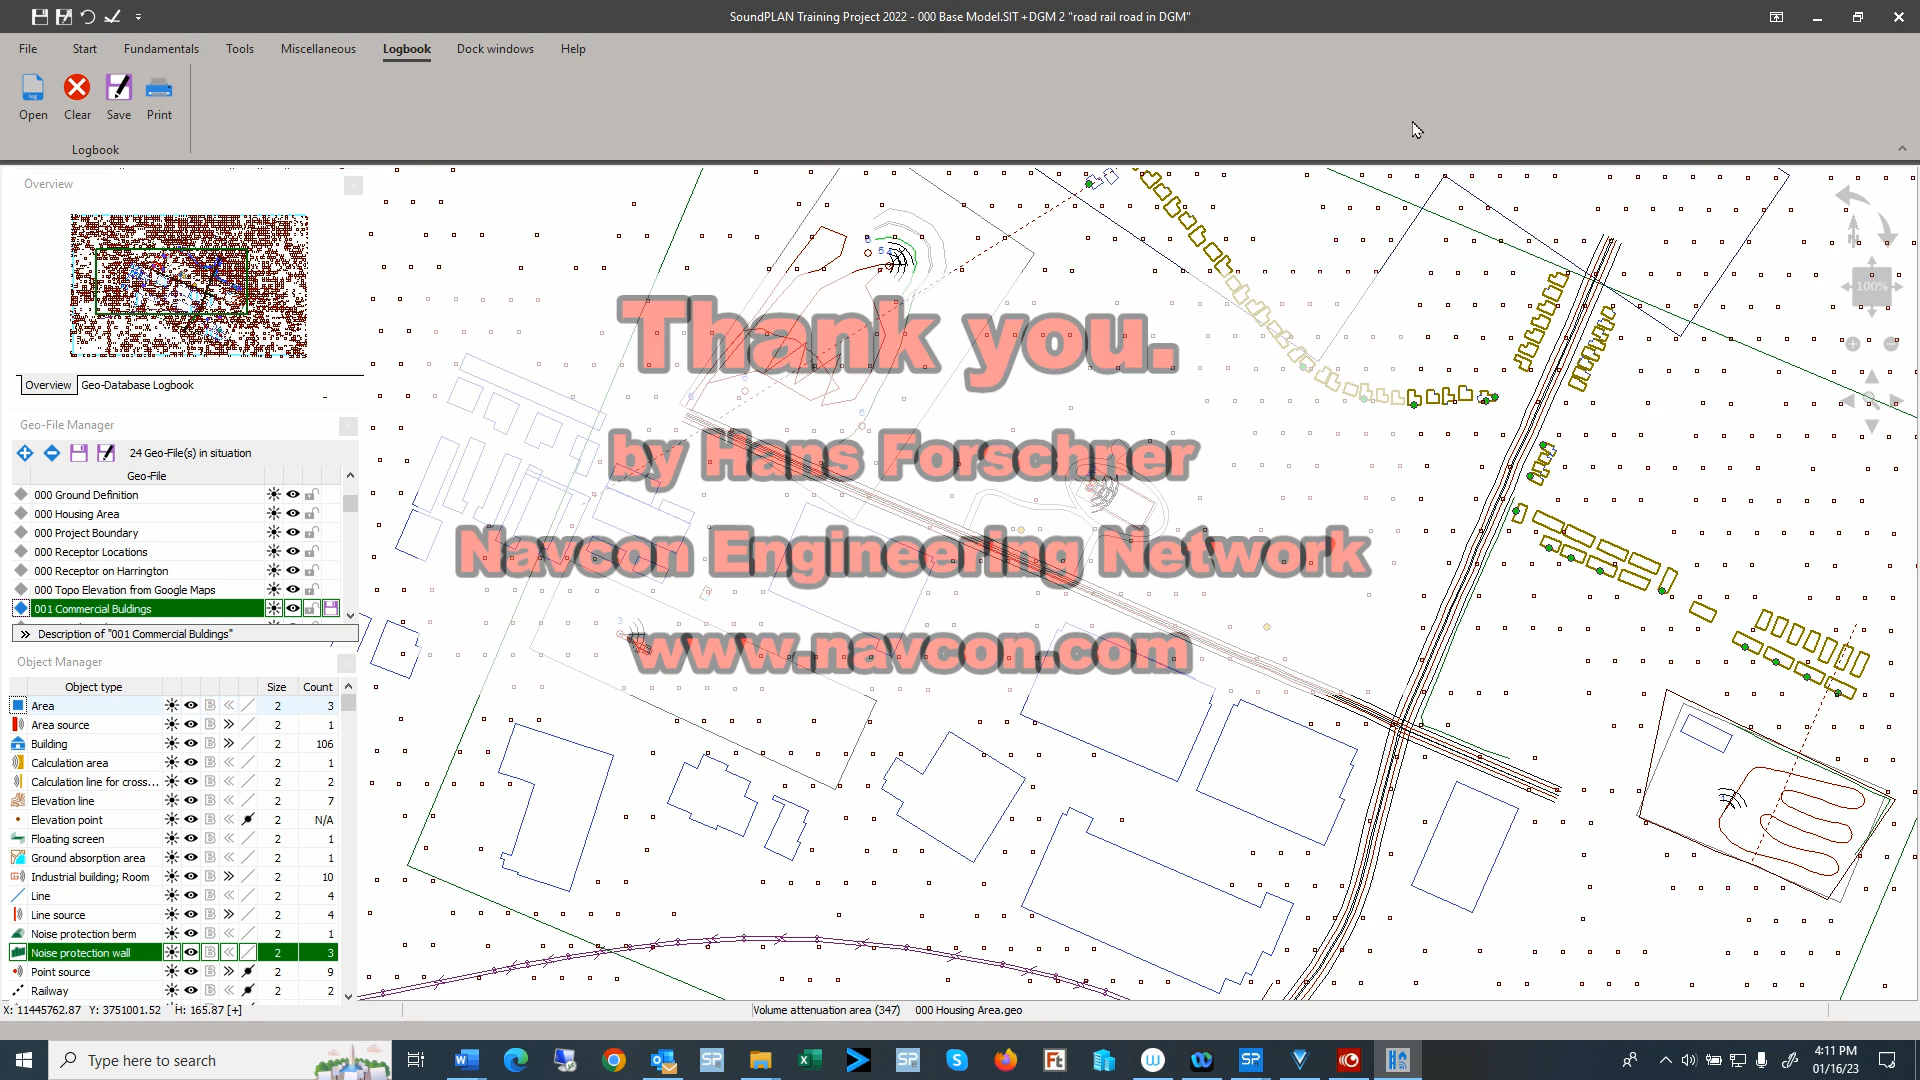 SoundPLAN Training Project 2022 - 000 Base Model.SIT +DGM 2 "road rail road in DGM"
File Start Fundamentals Tools Miscellaneous Logbook Dock windows Help
Open Clear Save Print
Logbook
Overview
100%
Overview Geo-Database Logbook
Geo-File Manager
24 Geo-File(s) in situation
Geo-File
000 Ground Definition
000 Housing Area
000 Project Boundary
000 Receptor Locations
000 Receptor on Harrington
000 Topo Elevation from Google Maps
001 Commercial Buldings
Description of "001 Commercial Buldings"
Object Manager
Object type Size Count
Area 2 3
Area source 2 1
Building 2 106
Calculation area 2 1
Calculation line for cross... 2 2
Elevation line 2 7
Elevation point 2 N/A
Floating screen 2 1
Ground absorption area 2 1
Industrial building; Room 2 10
Line 2 4
Line source 2 4
Noise protection berm 2 1
Noise protection wall 2 3
Point source 2 9
Railway 2 2
Thank you.
by Hans Forschner
Navcon Engineering Network
www.navcon.com
X: 11445762.87 Y: 3751001.52 H: 165.87 [+]
Volume attenuation area (347) 000 Housing Area.geo
Type here to search
4:11 PM
01/16/23